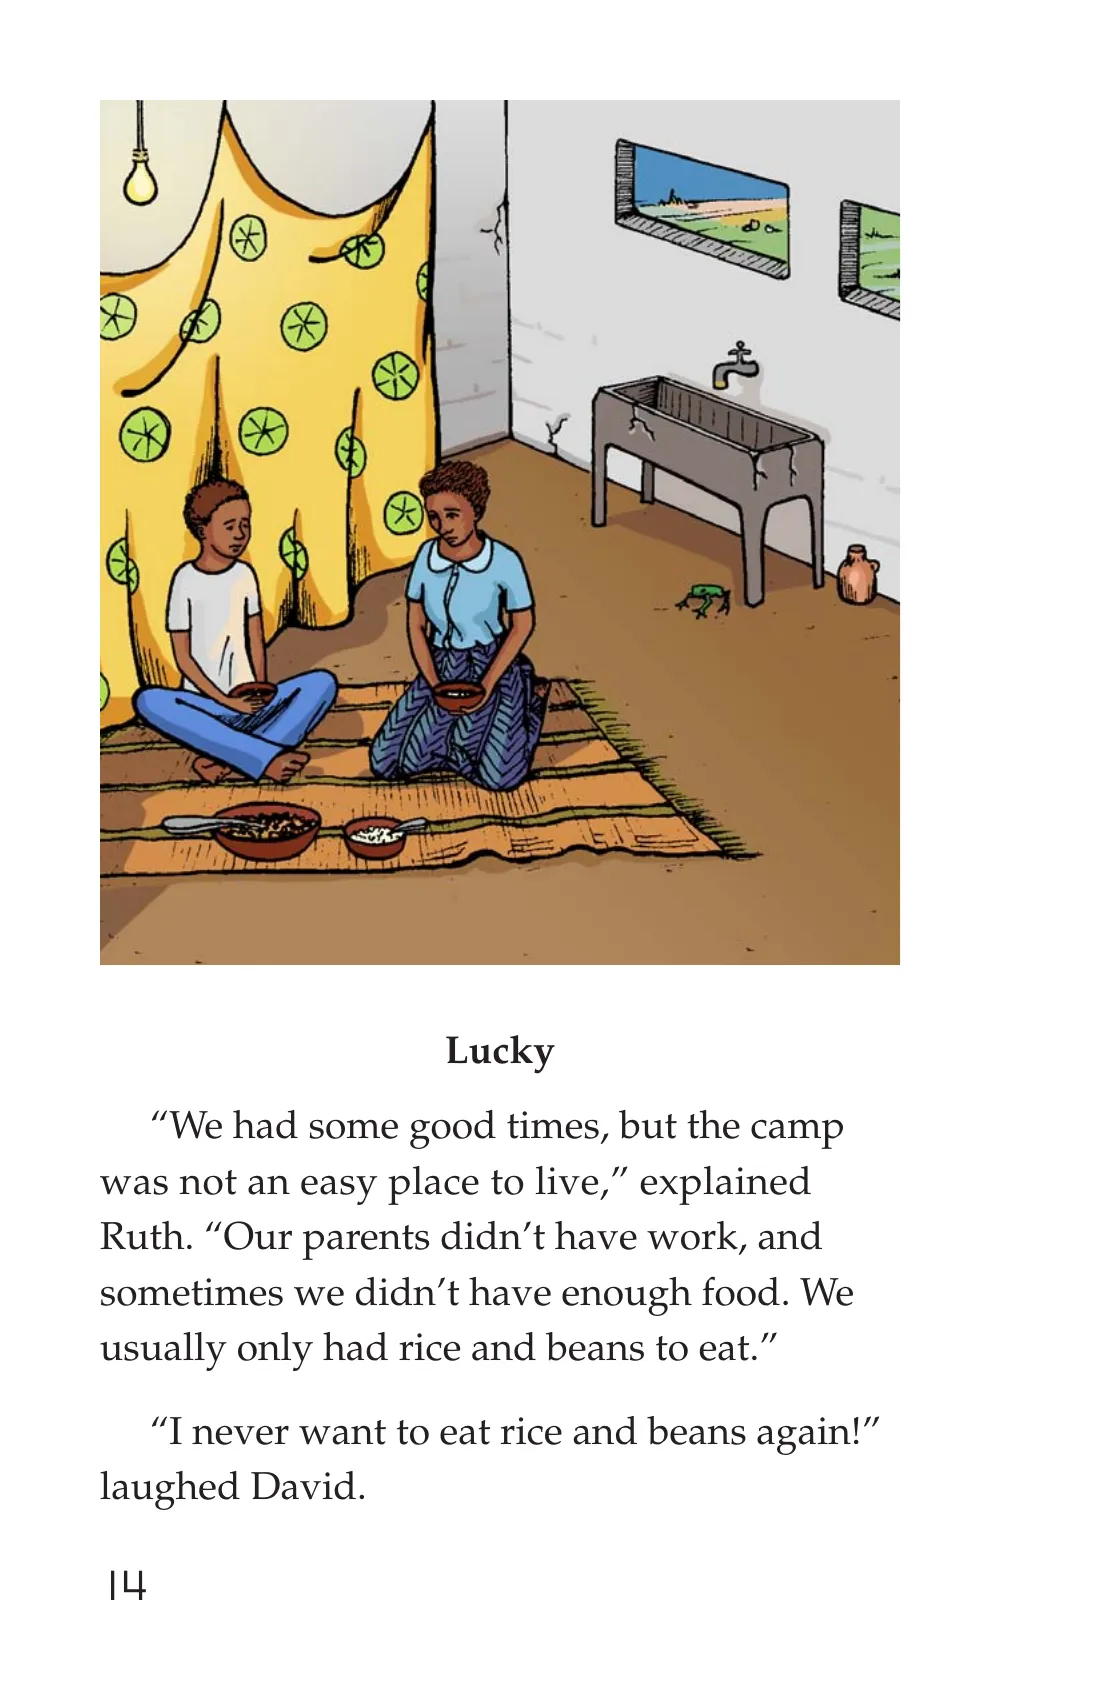 Lucky
“We had some good times, but the camp
was not an easy place to live,” explained
Ruth. “Our parents didn’t have work, and
sometimes we didn’t have enough food. We
usually only had rice and beans to eat.”
“I never want to eat rice and beans again!”
laughed David.
14